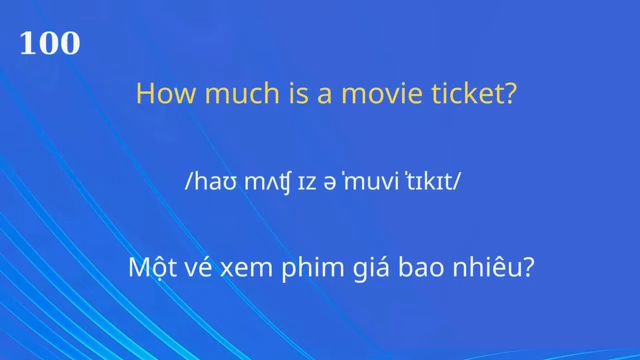 100
How much is a movie ticket?
/haʊ mʌʧ ɪz ə ˈmuvi ˈtɪkɪt/
Một vé xem phim giá bao nhiêu?